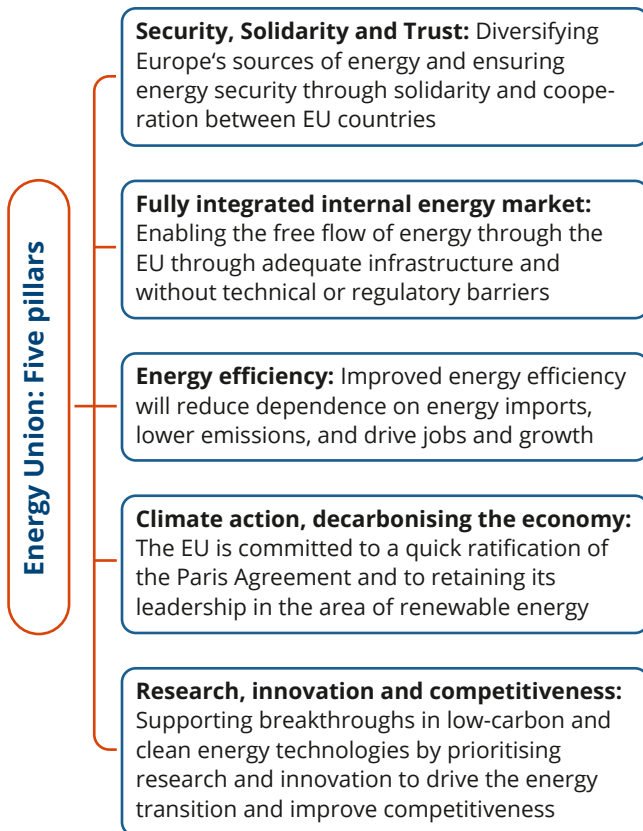 Energy Union: Five pillars
Security, Solidarity and Trust: Diversifying
Europe‘s sources of energy and ensuring
energy security through solidarity and coope-
ration between EU countries
Fully integrated internal energy market:
Enabling the free flow of energy through the
EU through adequate infrastructure and
without technical or regulatory barriers
Energy efficiency: Improved energy efficiency
will reduce dependence on energy imports,
lower emissions, and drive jobs and growth
Climate action, decarbonising the economy:
The EU is committed to a quick ratification of
the Paris Agreement and to retaining its
leadership in the area of renewable energy
Research, innovation and competitiveness:
Supporting breakthroughs in low-carbon and
clean energy technologies by prioritising
research and innovation to drive the energy
transition and improve competitiveness